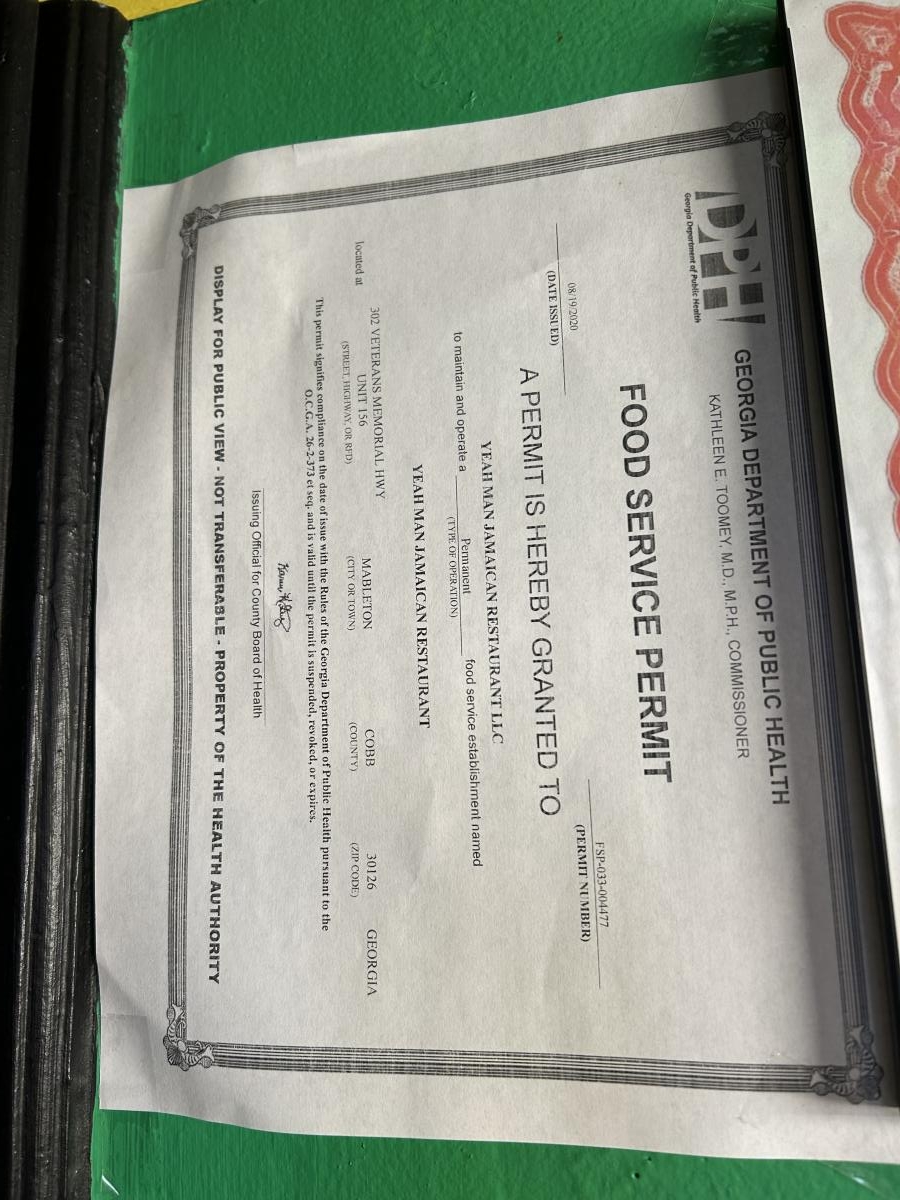 GEORGIA DEPARTMENT OF PUBLIC HEALTH
KATHLEEN E. TOOMEY, M.D., M.P.H., COMMISSIONER
DPH
Georgia Department of Public Health
FOOD SERVICE PERMIT
08/19/2020
(DATE ISSUED)
FSP-033-004477
(PERMIT NUMBER)
A PERMIT IS HEREBY GRANTED TO
YEAH MAN JAMAICAN RESTAURANT LLC
to maintain and operate a Permanent food service establishment named
(TYPE OF OPERATION)
YEAH MAN JAMAICAN RESTAURANT
located at 302 VETERANS MEMORIAL HWY MABLETON COBB 30126 GEORGIA
UNIT 156
(STREET, HIGHWAY, OR RFD) (CITY OR TOWN) (COUNTY) (ZIP CODE)
This permit signifies compliance on the date of issue with the Rules of the Georgia Department of Public Health pursuant to the
O.C.G.A. 26-2-373 et seq. and is valid until the permit is suspended, revoked, or expires.
Issuing Official for County Board of Health
DISPLAY FOR PUBLIC VIEW - NOT TRANSFERABLE - PROPERTY OF THE HEALTH AUTHORITY